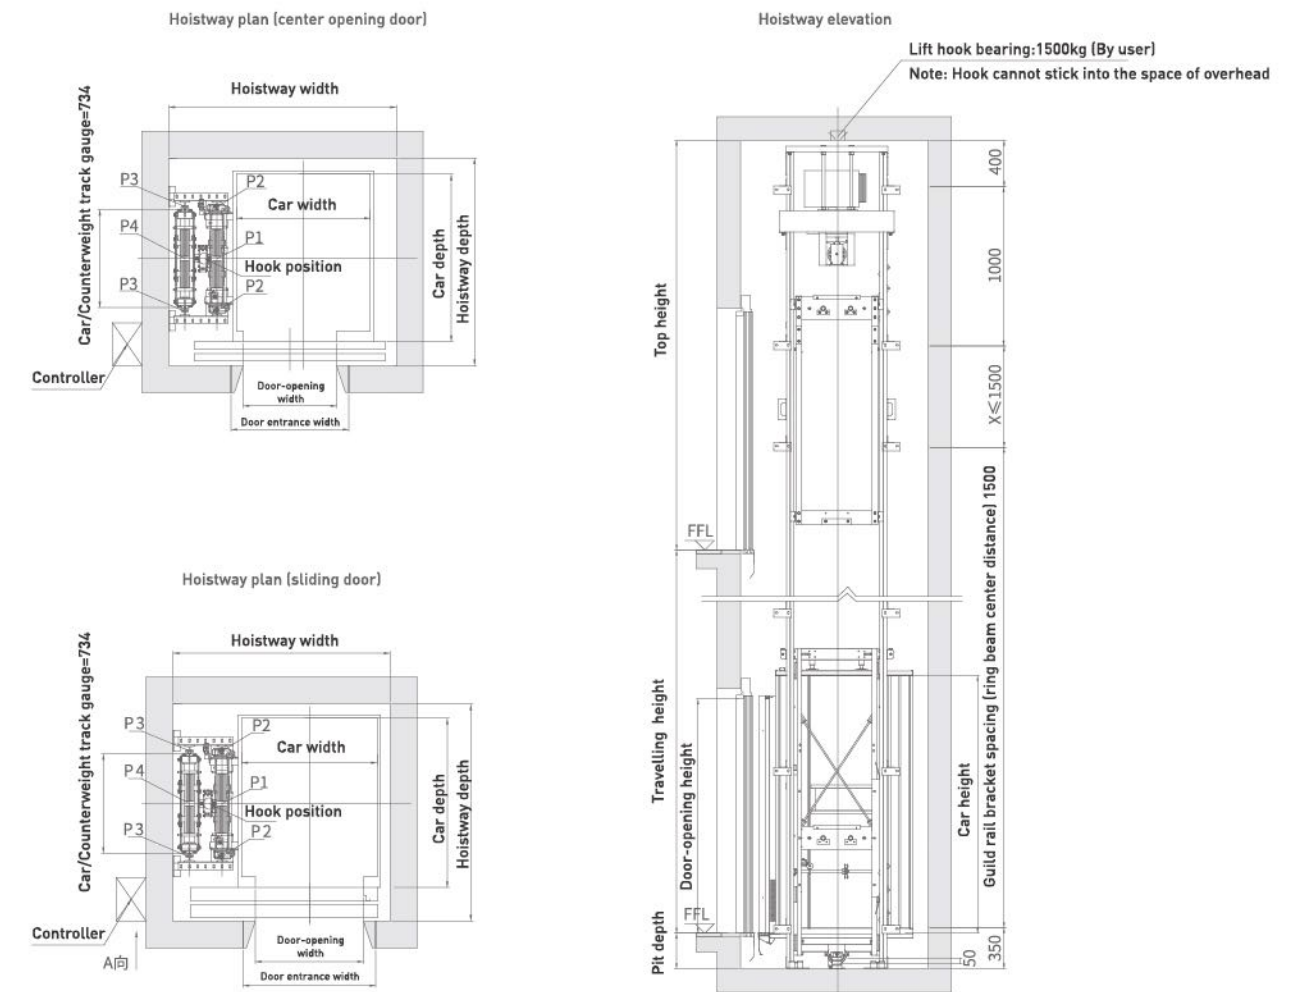 Hoistway plan (center opening door)
Hoistway width
Car/Counterweight track gauge=734
P3
P2
Car width
P4
P1
Hook position
P3
P2
Car depth
Hoistway depth
Controller
Door-opening
width
Door entrance width
Hoistway plan (sliding door)
Hoistway width
Car/Counterweight track gauge=734
P3
P2
Car width
P4
P1
Hook position
P3
P2
Car depth
Hoistway depth
Controller
A向
Door-opening
width
Door entrance width
Hoistway elevation
Lift hook bearing:1500kg (By user)
Note: Hook cannot stick into the space of overhead
400
1000
Top height
X≤1500
FFL
Guild rail bracket spacing (ring beam center distance) 1500
Travelling height
Door-opening height
Car height
FFL
Pit depth
50
350